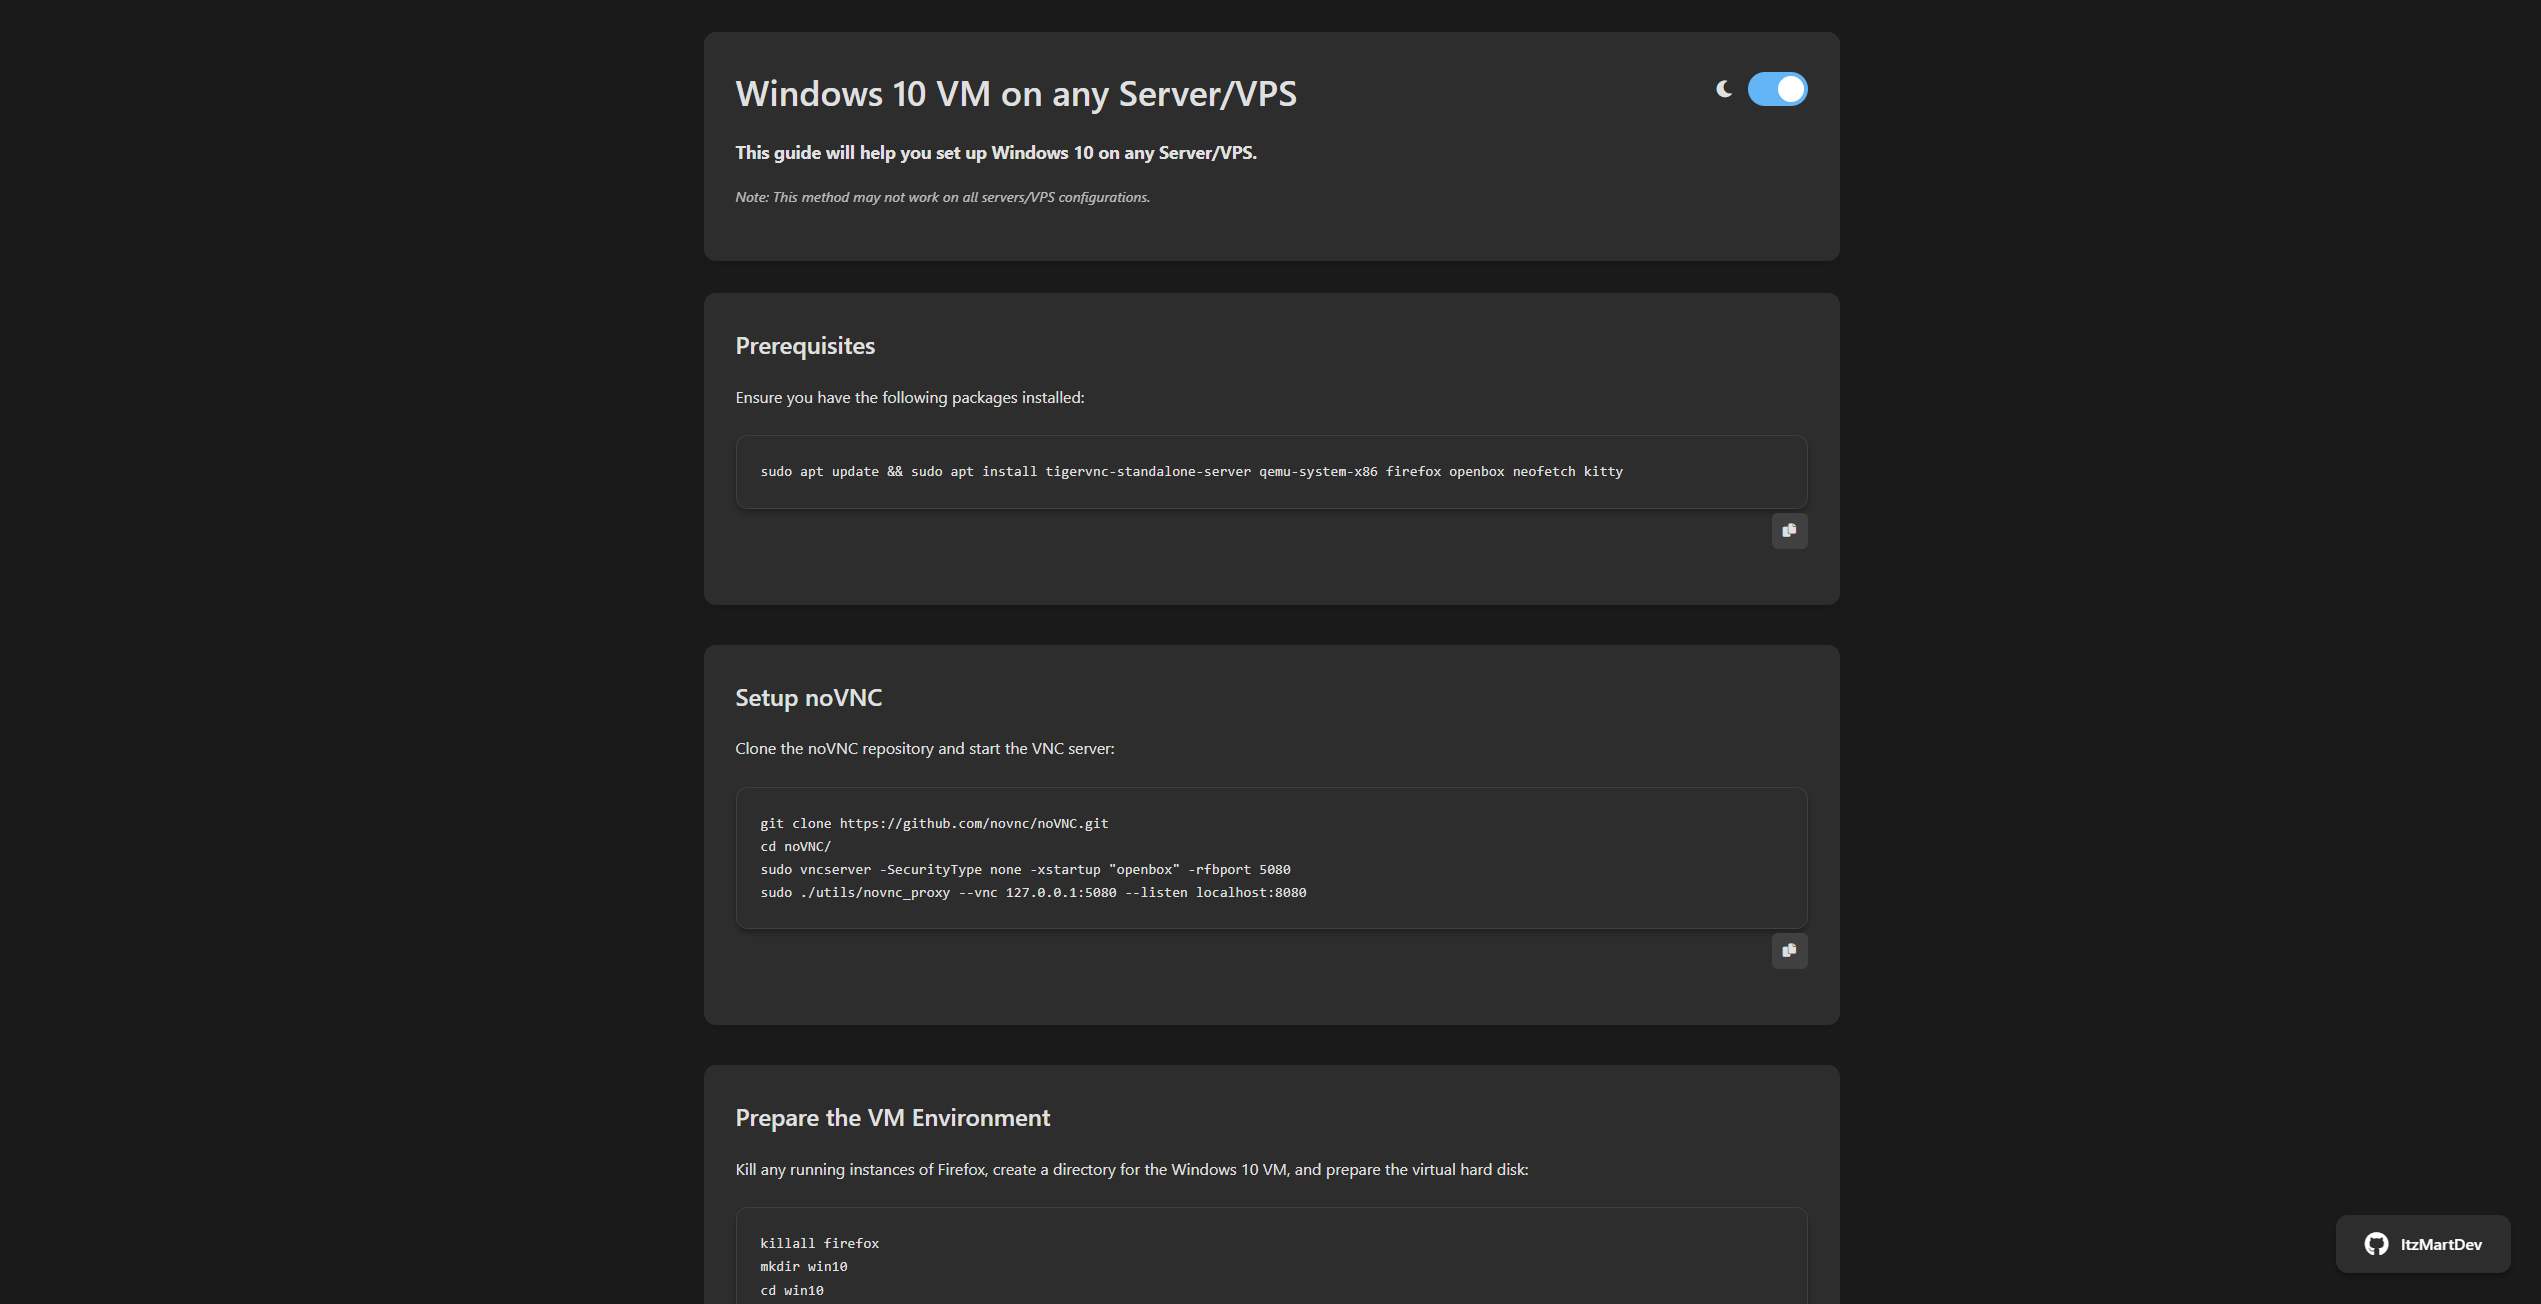 Windows 10 VM on any Server/VPS
This guide will help you set up Windows 10 on any Server/VPS.
Note: This method may not work on all servers/VPS configurations.
Prerequisites
Ensure you have the following packages installed:
sudo apt update && sudo apt install tigervnc-standalone-server qemu-system-x86 firefox openbox neofetch kitty
Setup noVNC
Clone the noVNC repository and start the VNC server:
git clone https://github.com/novnc/noVNC.git
cd noVNC/
sudo vncserver -SecurityType none -xstartup "openbox" -rfbport 5080
sudo ./utils/novnc_proxy --vnc 127.0.0.1:5080 --listen localhost:8080
Prepare the VM Environment
Kill any running instances of Firefox, create a directory for the Windows 10 VM, and prepare the virtual hard disk:
killall firefox
mkdir win10
cd win10
ItzMartDev